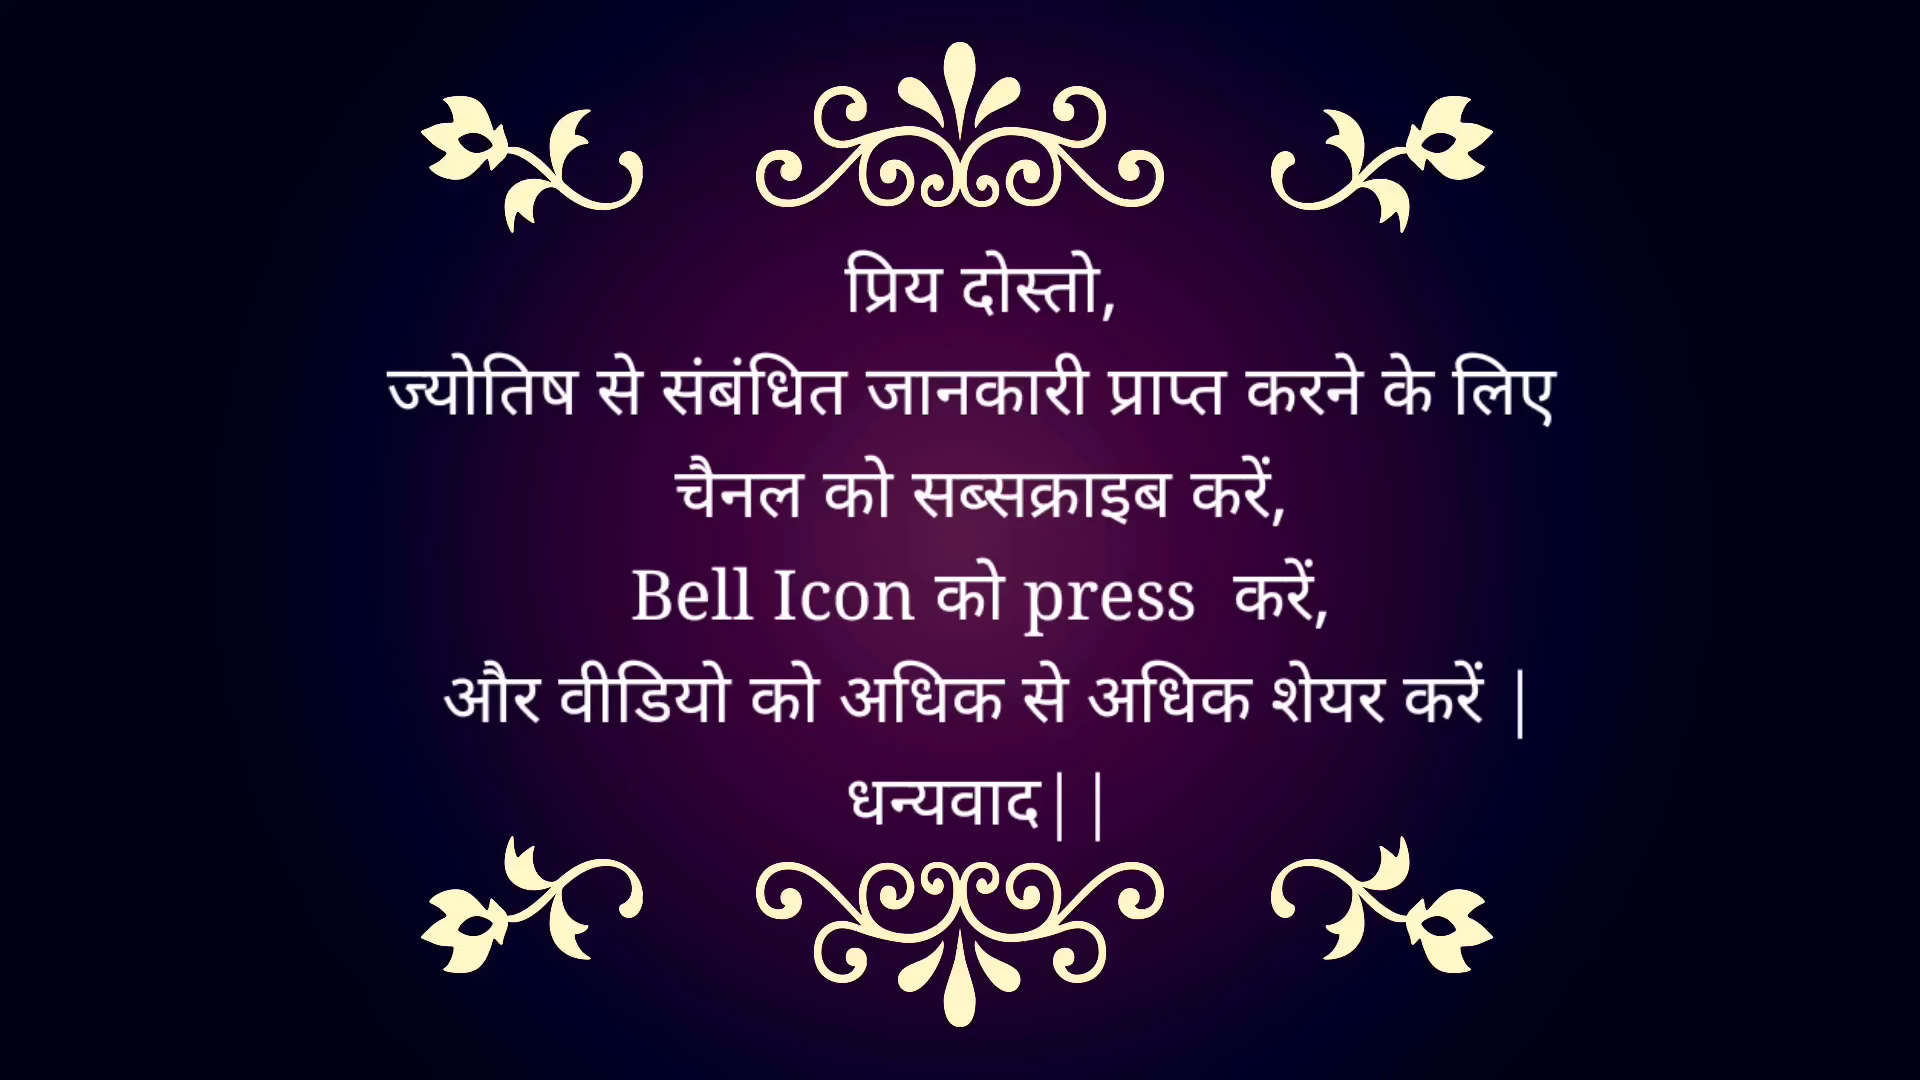 प्रिय दोस्तो,
ज्योतिष से संबंधित जानकारी प्राप्त करने के लिए
चैनल को सब्सक्राइब करें,
Bell Icon को press  करें,
और वीडियो को अधिक से अधिक शेयर करें |
धन्यवाद||